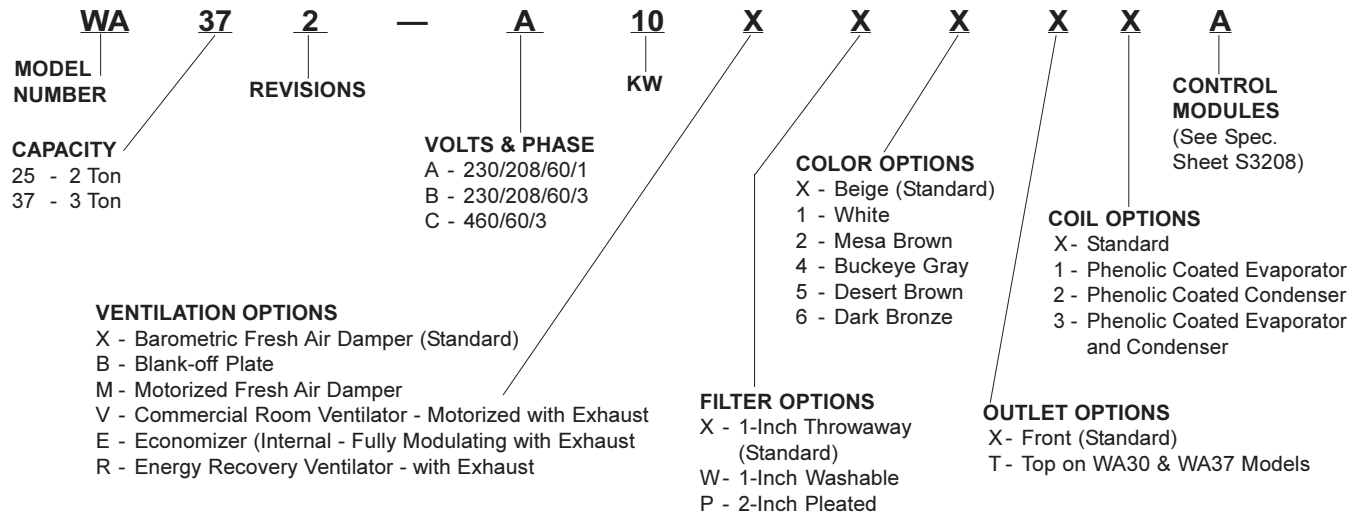 WA 37 2 — A 10 X X X X X A
MODEL
NUMBER
REVISIONS
KW
CONTROL
MODULES
(See Spec.
Sheet S3208)
CAPACITY
25 - 2 Ton
37 - 3 Ton
VOLTS & PHASE
A - 230/208/60/1
B - 230/208/60/3
C - 460/60/3
COLOR OPTIONS
X - Beige (Standard)
1 - White
2 - Mesa Brown
4 - Buckeye Gray
5 - Desert Brown
6 - Dark Bronze
COIL OPTIONS
X - Standard
1 - Phenolic Coated Evaporator
2 - Phenolic Coated Condenser
3 - Phenolic Coated Evaporator
and Condenser
VENTILATION OPTIONS
X - Barometric Fresh Air Damper (Standard)
B - Blank-off Plate
M - Motorized Fresh Air Damper
V - Commercial Room Ventilator - Motorized with Exhaust
E - Economizer (Internal - Fully Modulating with Exhaust
R - Energy Recovery Ventilator - with Exhaust
FILTER OPTIONS
X - 1-Inch Throwaway
(Standard)
W - 1-Inch Washable
P - 2-Inch Pleated
OUTLET OPTIONS
X - Front (Standard)
T - Top on WA30 & WA37 Models